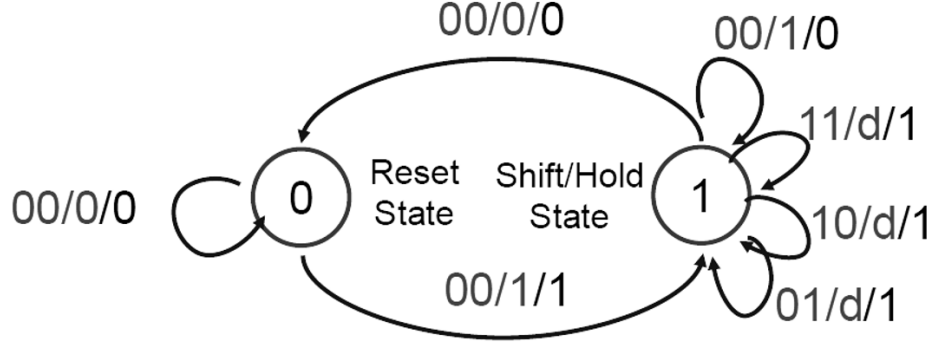 00/0/0
00/1/0
11/d/1
00/0/0
0
Reset
State
Shift/Hold
State
1
10/d/1
00/1/1
01/d/1